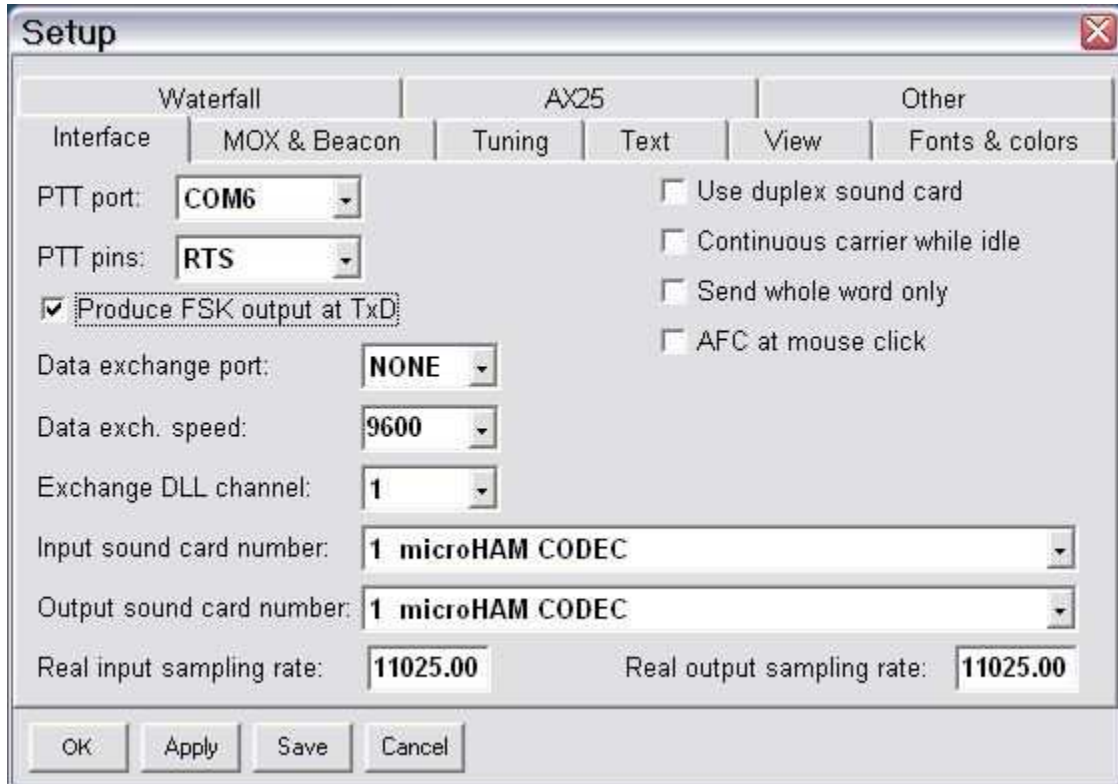 Setup
Waterfall
AX25
Other
Interface
MOX & Beacon
Tuning
Text
View
Fonts & colors
PTT port: COM6
PTT pins: RTS
Produce FSK output at TxD
Data exchange port: NONE
Data exch. speed: 9600
Exchange DLL channel: 1
Use duplex sound card
Continuous carrier while idle
Send whole word only
AFC at mouse click
Input sound card number: 1 microHAM CODEC
Output sound card number: 1 microHAM CODEC
Real input sampling rate: 11025.00
Real output sampling rate: 11025.00
OK
Apply
Save
Cancel